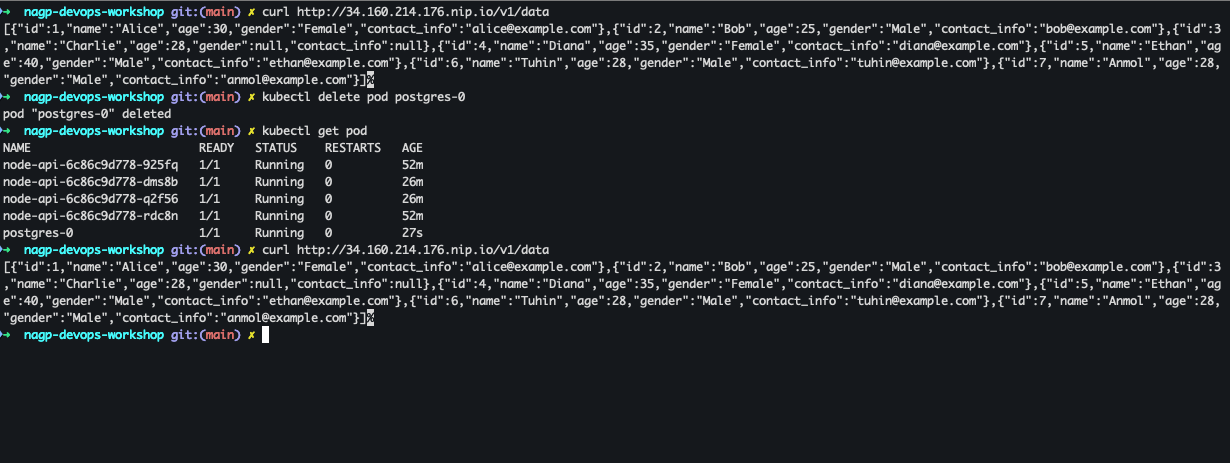 → nagp-devops-workshop git:(main) ✗ curl http://34.160.214.176.nip.io/v1/data
[{"id":1,"name":"Alice","age":30,"gender":"Female","contact_info":"alice@example.com"},{"id":2,"name":"Bob","age":25,"gender":"Male","contact_info":"bob@example.com"},{"id":3
,"name":"Charlie","age":28,"gender":null,"contact_info":null},{"id":4,"name":"Diana","age":35,"gender":"Female","contact_info":"diana@example.com"},{"id":5,"name":"Ethan","ag
e":40,"gender":"Male","contact_info":"ethan@example.com"},{"id":6,"name":"Tuhin","age":28,"gender":"Male","contact_info":"tuhin@example.com"},{"id":7,"name":"Anmol","age":28,
"gender":"Male","contact_info":"anmol@example.com"}]%
→ nagp-devops-workshop git:(main) ✗ kubectl delete pod postgres-0
pod "postgres-0" deleted
→ nagp-devops-workshop git:(main) ✗ kubectl get pod
NAME READY STATUS RESTARTS AGE
node-api-6c86c9d778-925fq 1/1 Running 0 52m
node-api-6c86c9d778-dms8b 1/1 Running 0 26m
node-api-6c86c9d778-q2f56 1/1 Running 0 26m
node-api-6c86c9d778-rdc8n 1/1 Running 0 52m
postgres-0 1/1 Running 0 27s
→ nagp-devops-workshop git:(main) ✗ curl http://34.160.214.176.nip.io/v1/data
[{"id":1,"name":"Alice","age":30,"gender":"Female","contact_info":"alice@example.com"},{"id":2,"name":"Bob","age":25,"gender":"Male","contact_info":"bob@example.com"},{"id":3
,"name":"Charlie","age":28,"gender":null,"contact_info":null},{"id":4,"name":"Diana","age":35,"gender":"Female","contact_info":"diana@example.com"},{"id":5,"name":"Ethan","ag
e":40,"gender":"Male","contact_info":"ethan@example.com"},{"id":6,"name":"Tuhin","age":28,"gender":"Male","contact_info":"tuhin@example.com"},{"id":7,"name":"Anmol","age":28,
"gender":"Male","contact_info":"anmol@example.com"}]%
→ nagp-devops-workshop git:(main) ✗